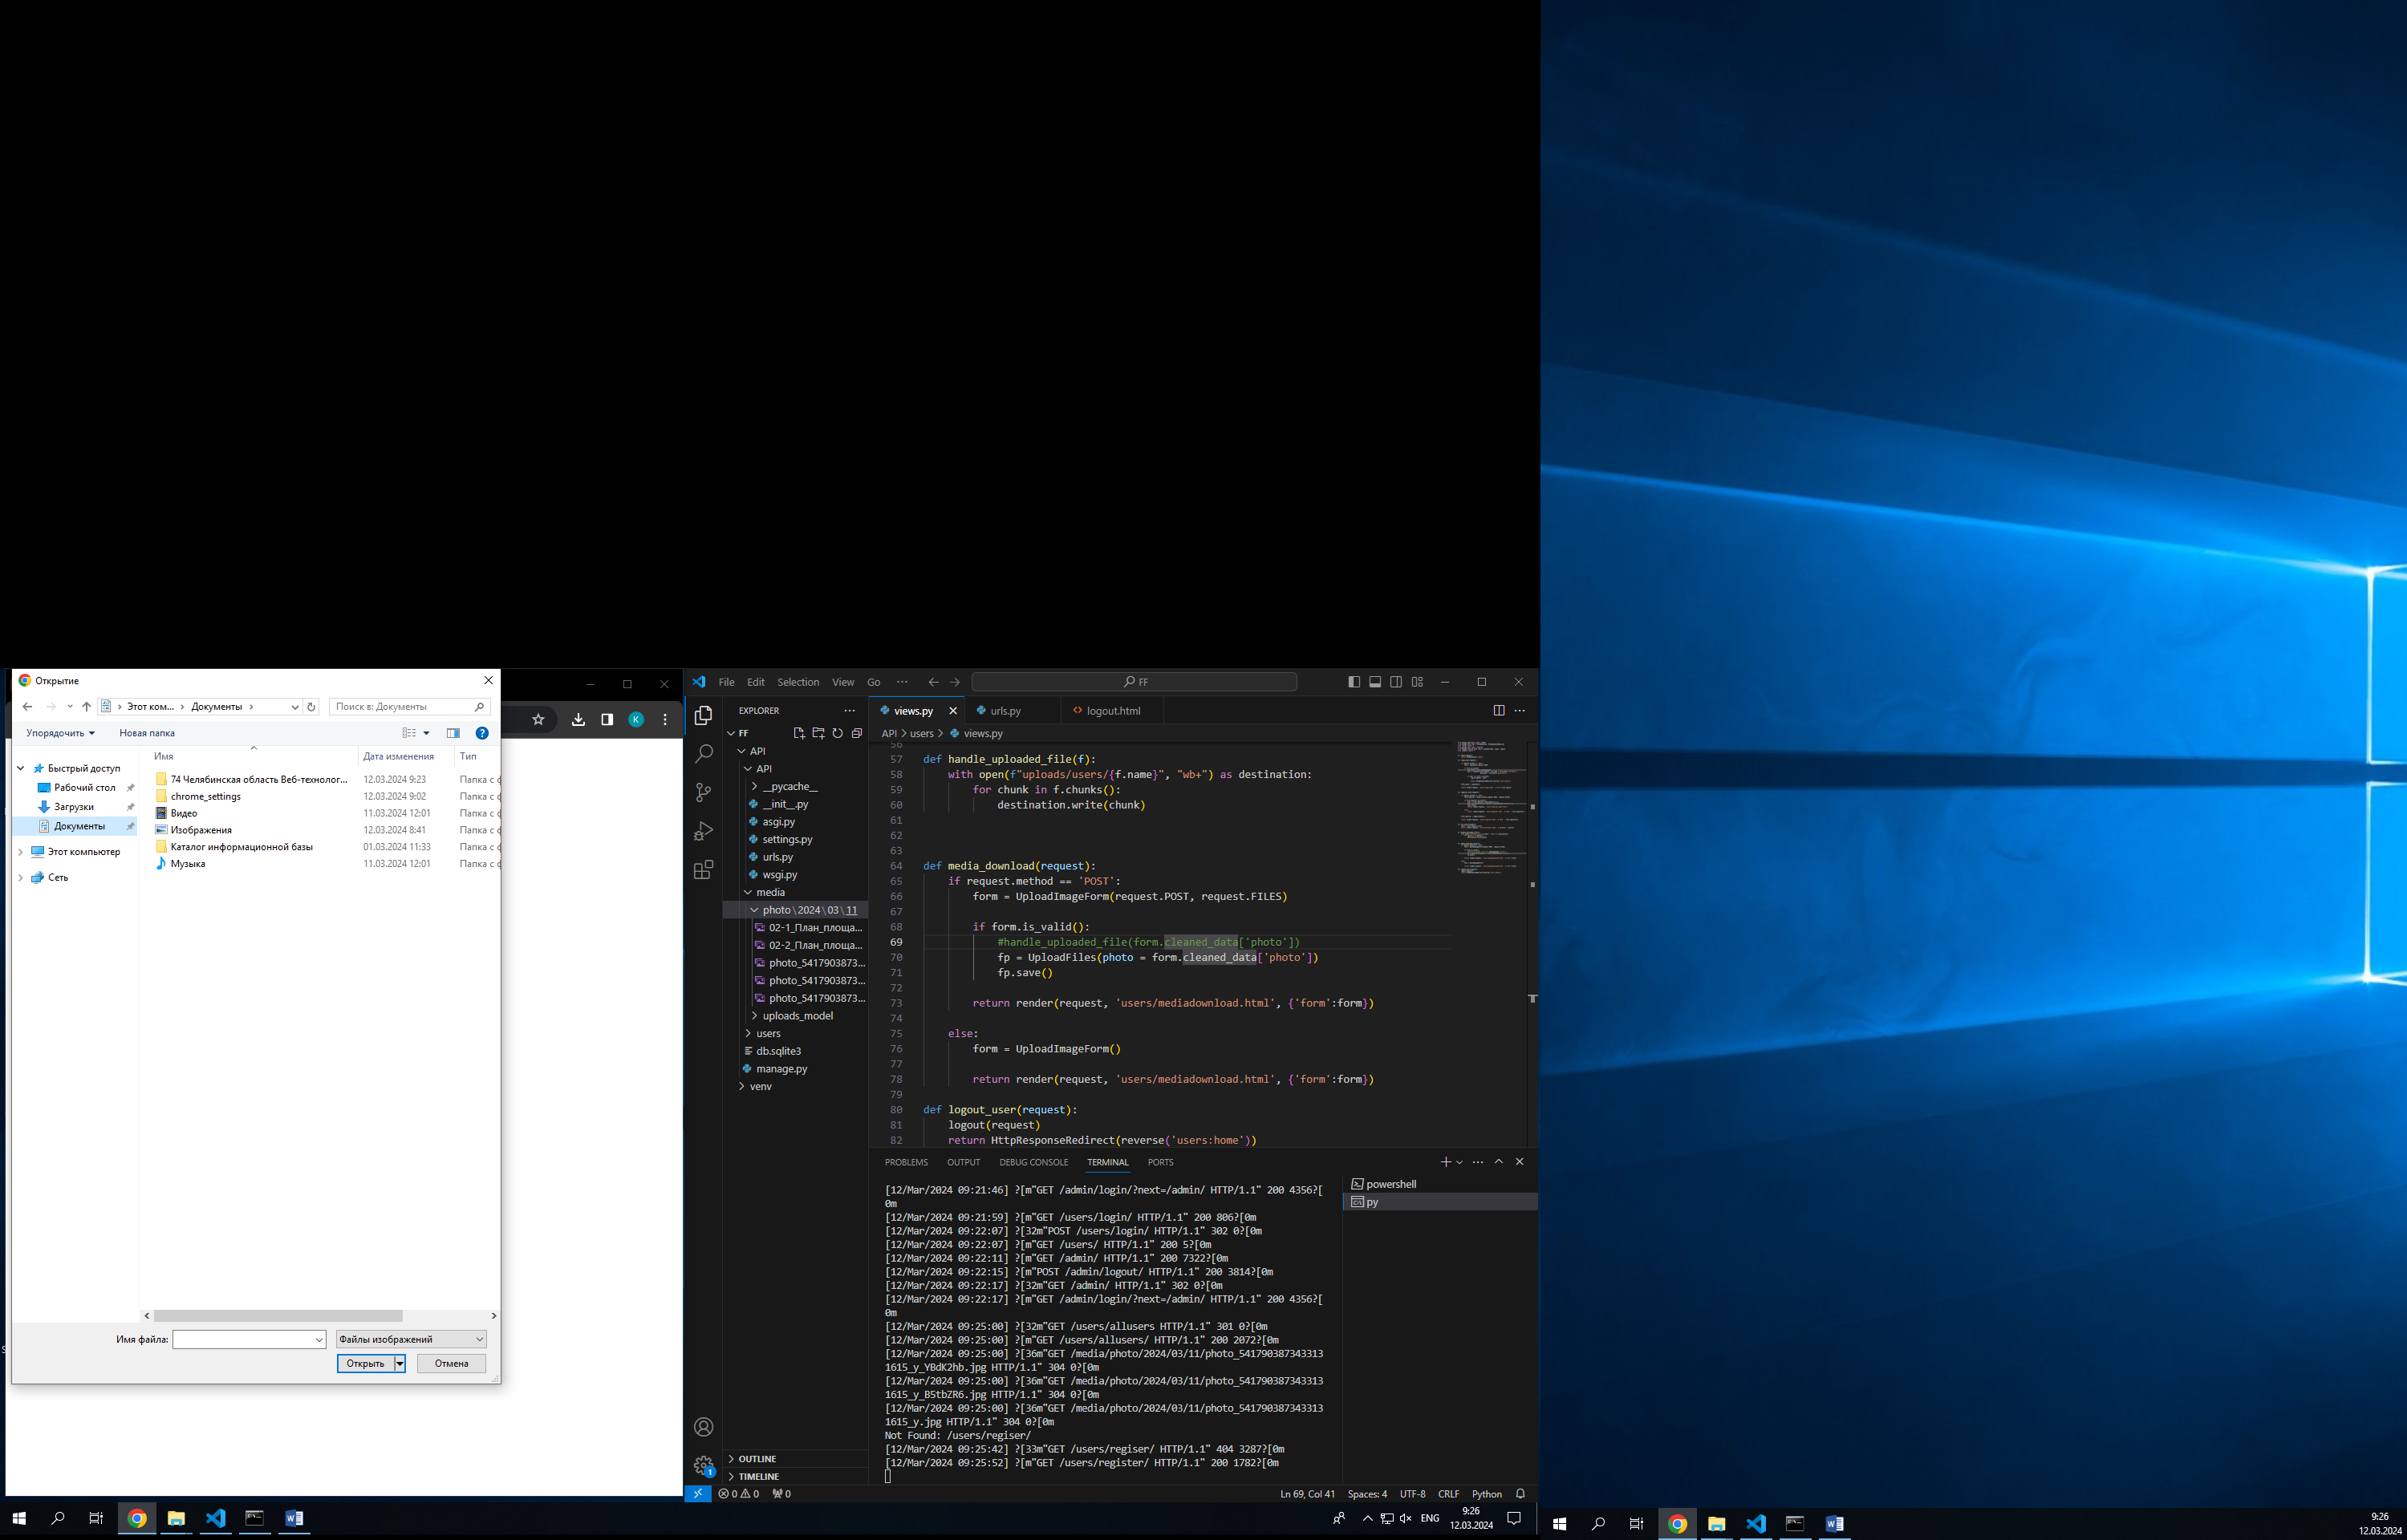 Открытие
Этот ком... › Документы ›
Поиск в: Документы
Упорядочить
Новая папка
Имя
Дата изменения
Тип
Быстрый доступ
Рабочий стол
Загрузки
Документы
Этот компьютер
Сеть
74 Челябинская область Веб-технолог... 12.03.2024 9:23 Папка с ф
chrome_settings 12.03.2024 9:02 Папка с ф
Видео 11.03.2024 12:01 Папка с ф
Изображения 12.03.2024 8:41 Папка с ф
Каталог информационной базы 01.03.2024 11:33 Папка с ф
Музыка 11.03.2024 12:01 Папка с ф
Имя файла:
Файлы изображений
Открыть
Отмена
K
File Edit Selection View Go ···
FF
EXPLORER
FF
API
API
__pycache__
__init__.py
asgi.py
settings.py
urls.py
wsgi.py
media
photo\2024\03\11
02-1_План_площа...
02-2_План_площа...
photo_5417903873...
photo_5417903873...
photo_5417903873...
uploads_model
users
db.sqlite3
manage.py
venv
OUTLINE
TIMELINE
views.py
urls.py
logout.html
API > users > views.py
56
57 def handle_uploaded_file(f):
58 with open(f"uploads/users/{f.name}", "wb+") as destination:
59 for chunk in f.chunks():
60 destination.write(chunk)
61
62
63
64 def media_download(request):
65 if request.method == 'POST':
66 form = UploadImageForm(request.POST, request.FILES)
67
68 if form.is_valid():
69 #handle_uploaded_file(form.cleaned_data['photo'])
70 fp = UploadFiles(photo = form.cleaned_data['photo'])
71 fp.save()
72
73 return render(request, 'users/mediadownload.html', {'form':form})
74
75 else:
76 form = UploadImageForm()
77
78 return render(request, 'users/mediadownload.html', {'form':form})
79
80 def logout_user(request):
81 logout(request)
82 return HttpResponseRedirect(reverse('users:home'))
PROBLEMS OUTPUT DEBUG CONSOLE TERMINAL PORTS
powershell
py
[12/Mar/2024 09:21:46] ?[m"GET /admin/login/?next=/admin/ HTTP/1.1" 200 4356?[
0m
[12/Mar/2024 09:21:59] ?[m"GET /users/login/ HTTP/1.1" 200 806?[0m
[12/Mar/2024 09:22:07] ?[32m"POST /users/login/ HTTP/1.1" 302 0?[0m
[12/Mar/2024 09:22:07] ?[m"GET /users/ HTTP/1.1" 200 5?[0m
[12/Mar/2024 09:22:11] ?[m"GET /admin/ HTTP/1.1" 200 7322?[0m
[12/Mar/2024 09:22:15] ?[m"POST /admin/logout/ HTTP/1.1" 200 3814?[0m
[12/Mar/2024 09:22:17] ?[32m"GET /admin/ HTTP/1.1" 302 0?[0m
[12/Mar/2024 09:22:17] ?[m"GET /admin/login/?next=/admin/ HTTP/1.1" 200 4356?[
0m
[12/Mar/2024 09:25:00] ?[32m"GET /users/allusers HTTP/1.1" 301 0?[0m
[12/Mar/2024 09:25:00] ?[m"GET /users/allusers/ HTTP/1.1" 200 2072?[0m
[12/Mar/2024 09:25:00] ?[36m"GET /media/photo/2024/03/11/photo_541790387343313
1615_y_YBdK2hb.jpg HTTP/1.1" 304 0?[0m
[12/Mar/2024 09:25:00] ?[36m"GET /media/photo/2024/03/11/photo_541790387343313
1615_y_B5tbZR6.jpg HTTP/1.1" 304 0?[0m
[12/Mar/2024 09:25:00] ?[36m"GET /media/photo/2024/03/11/photo_541790387343313
1615_y.jpg HTTP/1.1" 304 0?[0m
Not Found: /users/regiser/
[12/Mar/2024 09:25:42] ?[33m"GET /users/regiser/ HTTP/1.1" 404 3287?[0m
[12/Mar/2024 09:25:52] ?[m"GET /users/register/ HTTP/1.1" 200 1782?[0m
1
0 0 0
Ln 69, Col 41 Spaces: 4 UTF-8 CRLF Python
ENG
9:26
12.03.2024
9:26
12.03.2024